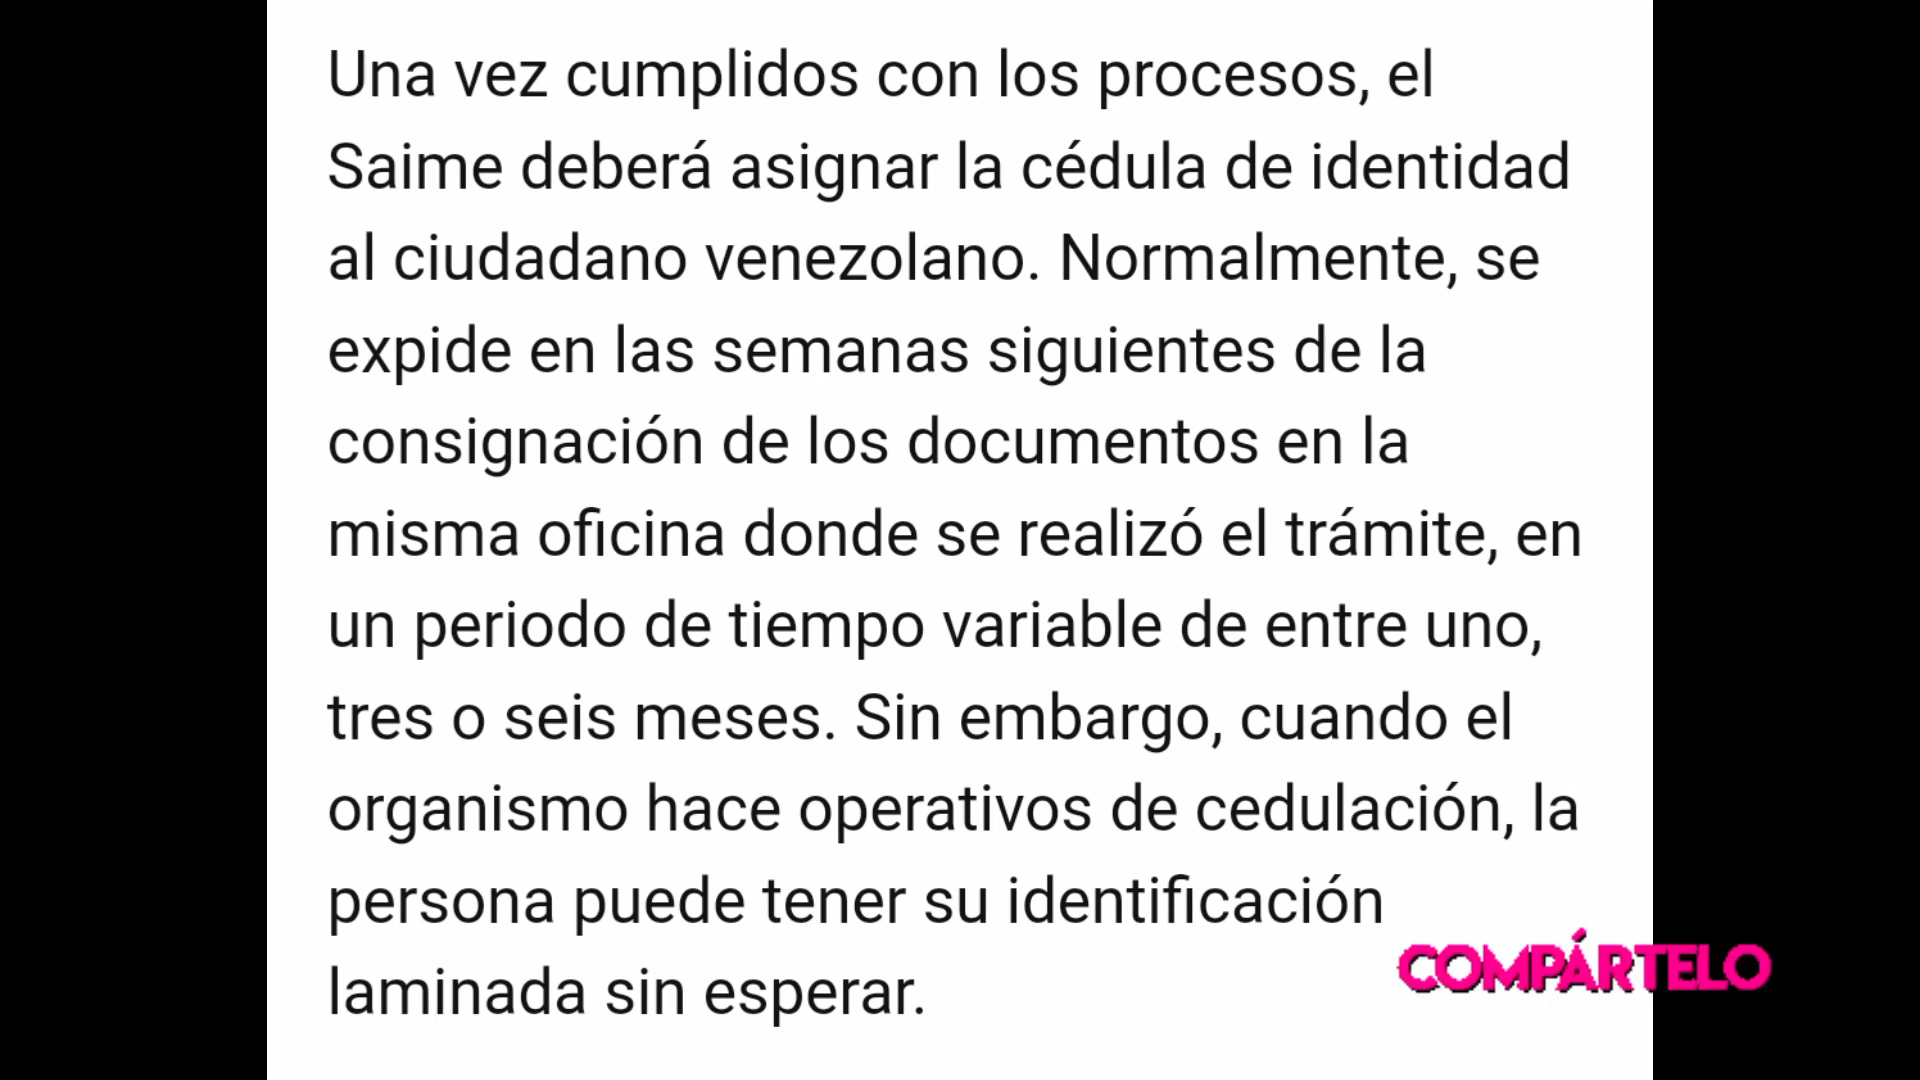 Una vez cumplidos con los procesos, el
Saime deberá asignar la cédula de identidad
al ciudadano venezolano. Normalmente, se
expide en las semanas siguientes de la
consignación de los documentos en la
misma oficina donde se realizó el trámite, en
un periodo de tiempo variable de entre uno,
tres o seis meses. Sin embargo, cuando el
organismo hace operativos de cedulación, la
persona puede tener su identificación
laminada sin esperar.
COMPÁRTELO